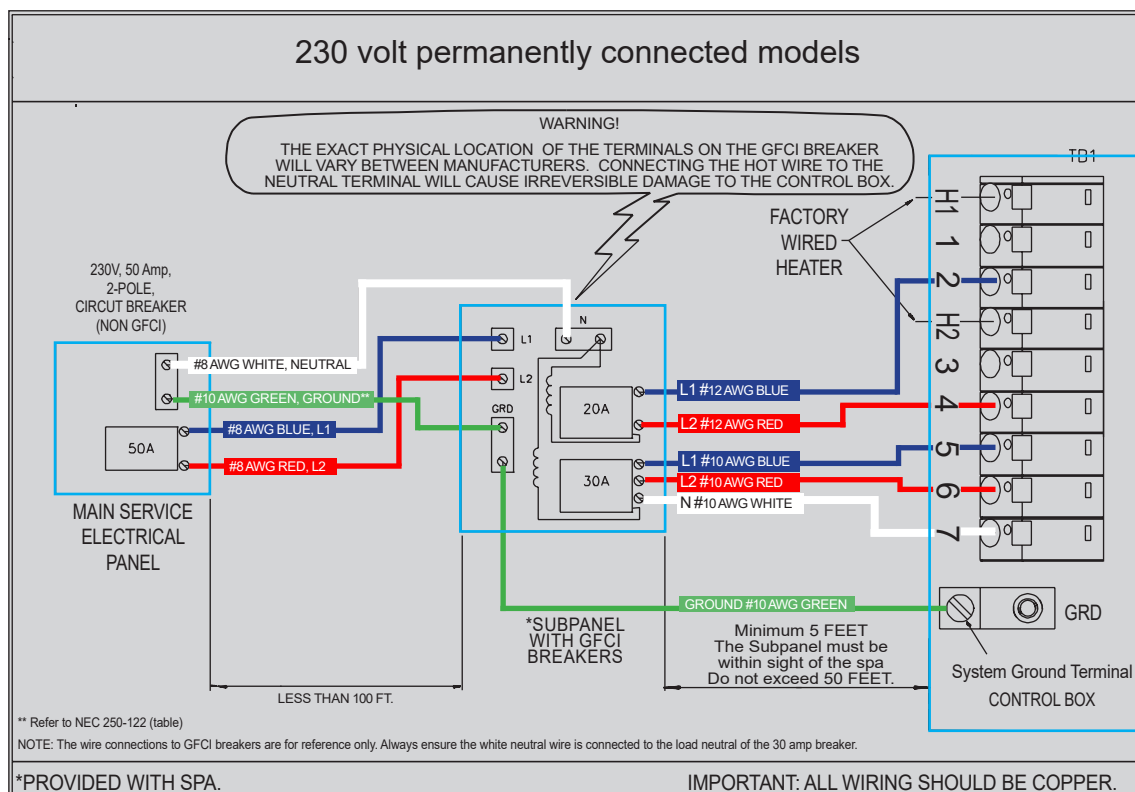 230 volt permanently connected models
WARNING!
THE EXACT PHYSICAL LOCATION OF THE TERMINALS ON THE GFCI BREAKER
WILL VARY BETWEEN MANUFACTURERS. CONNECTING THE HOT WIRE TO THE
NEUTRAL TERMINAL WILL CAUSE IRREVERSIBLE DAMAGE TO THE CONTROL BOX.
TB1
H1
1
2
H2
3
4
5
6
7
FACTORY
WIRED
HEATER
230V, 50 Amp,
2-POLE,
CIRCUT BREAKER
(NON GFCI)
#8 AWG WHITE, NEUTRAL
#10 AWG GREEN, GROUND**
#8 AWG BLUE, L1
#8 AWG RED, L2
50A
MAIN SERVICE
ELECTRICAL
PANEL
N
L1
L2
GRD
20A
30A
L1 #12 AWG BLUE
L2 #12 AWG RED
L1 #10 AWG BLUE
L2 #10 AWG RED
N #10 AWG WHITE
GROUND #10 AWG GREEN
GRD
*SUBPANEL
WITH GFCI
BREAKERS
Minimum 5 FEET
The Subpanel must be
within sight of the spa
Do not exceed 50 FEET.
System Ground Terminal
CONTROL BOX
LESS THAN 100 FT.
** Refer to NEC 250-122 (table)
NOTE: The wire connections to GFCI breakers are for reference only. Always ensure the white neutral wire is connected to the load neutral of the 30 amp breaker.
*PROVIDED WITH SPA.
IMPORTANT: ALL WIRING SHOULD BE COPPER.